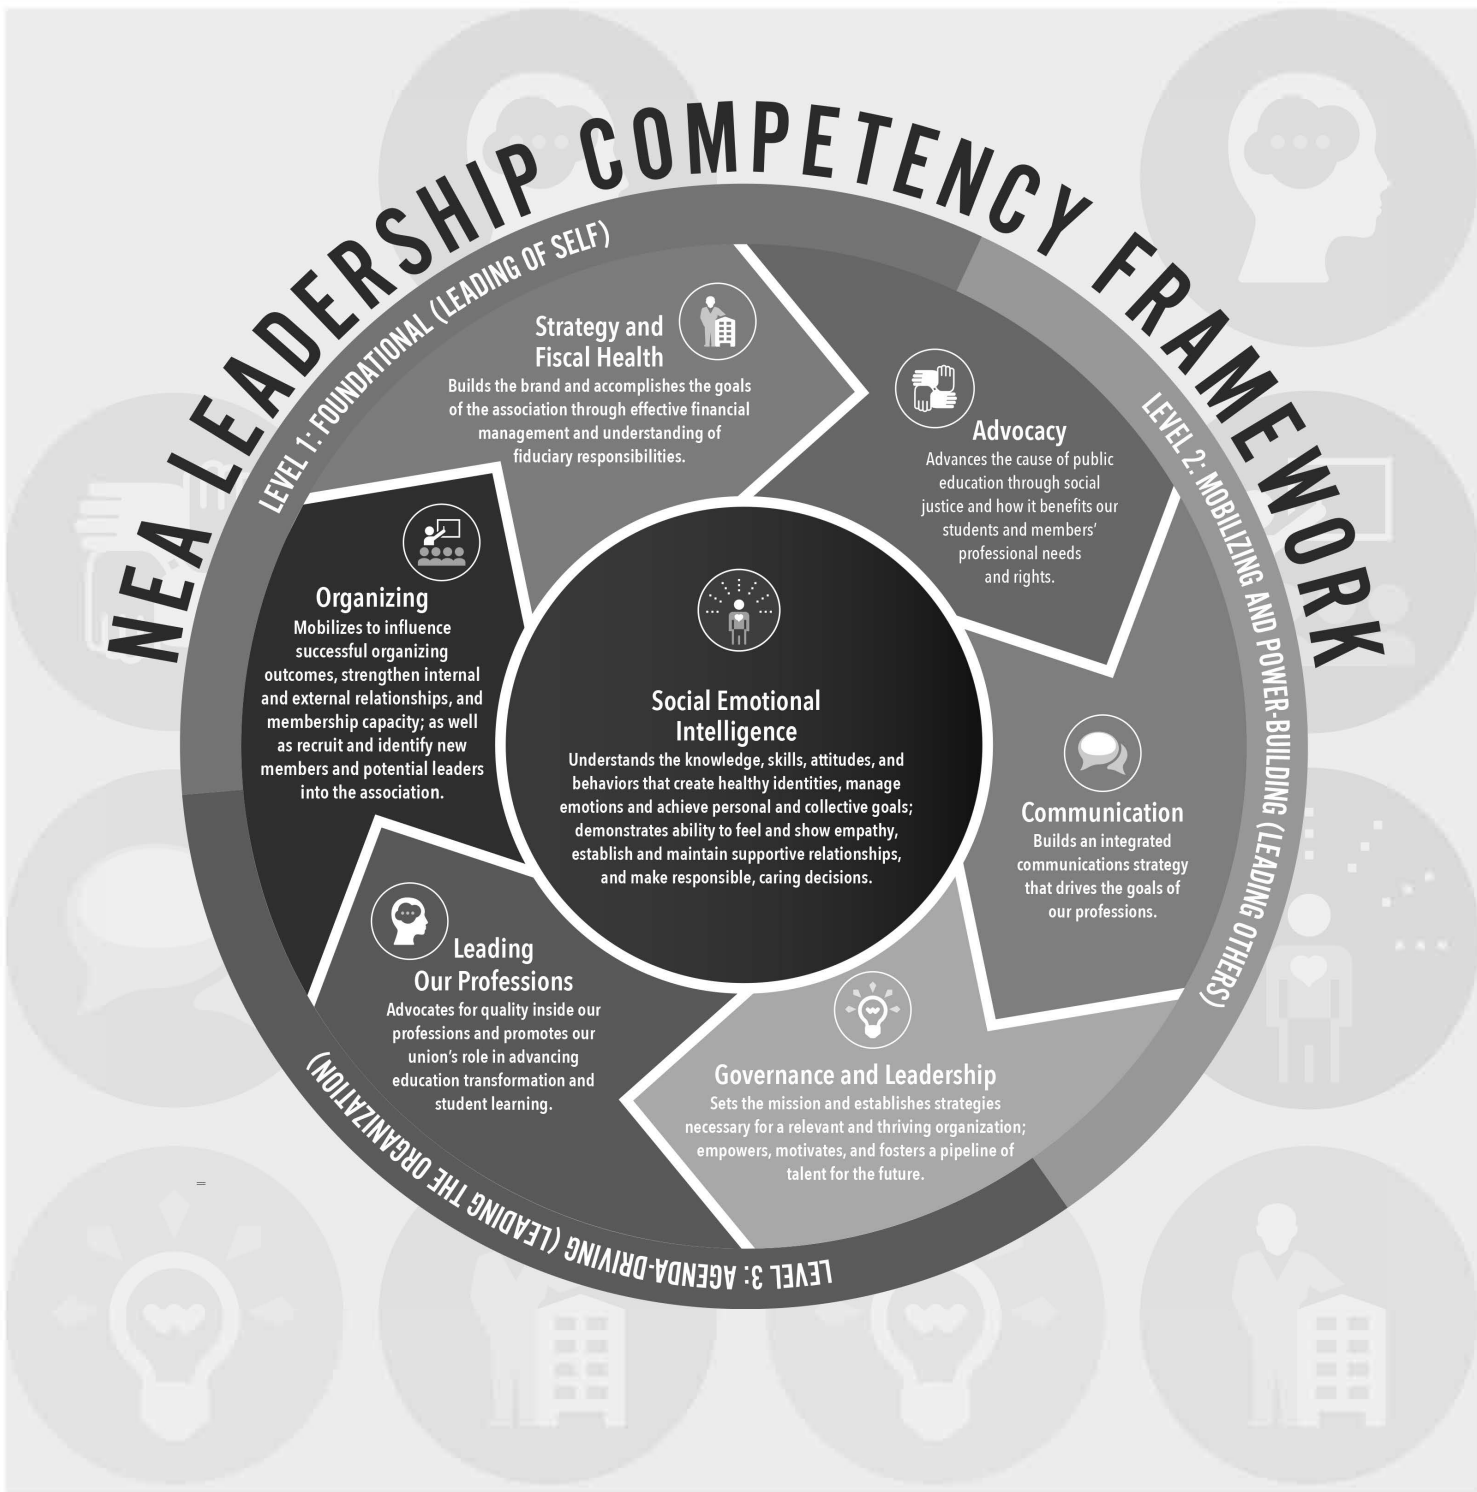 NEA LEADERSHIP COMPETENCY FRAMEWORK
LEVEL 1: FOUNDATIONAL (LEADING OF SELF)
LEVEL 2: MOBILIZING AND POWER-BUILDING (LEADING OTHERS)
LEVEL 3: AGENDA-DRIVING (LEADING THE ORGANIZATION)
Strategy and
Fiscal Health
Builds the brand and accomplishes the goals
of the association through effective financial
management and understanding of
fiduciary responsibilities.
Advocacy
Advances the cause of public
education through social
justice and how it benefits our
students and members’
professional needs
and rights.
Communication
Builds an integrated
communications strategy
that drives the goals of
our professions.
Governance and Leadership
Sets the mission and establishes strategies
necessary for a relevant and thriving organization;
empowers, motivates, and fosters a pipeline of
talent for the future.
Leading
Our Professions
Advocates for quality inside our
professions and promotes our
union’s role in advancing
education transformation and
student learning.
Organizing
Mobilizes to influence
successful organizing
outcomes, strengthen internal
and external relationships, and
membership capacity; as well
as recruit and identify new
members and potential leaders
into the association.
Social Emotional
Intelligence
Understands the knowledge, skills, attitudes, and
behaviors that create healthy identities, manage
emotions and achieve personal and collective goals;
demonstrates ability to feel and show empathy,
establish and maintain supportive relationships,
and make responsible, caring decisions.